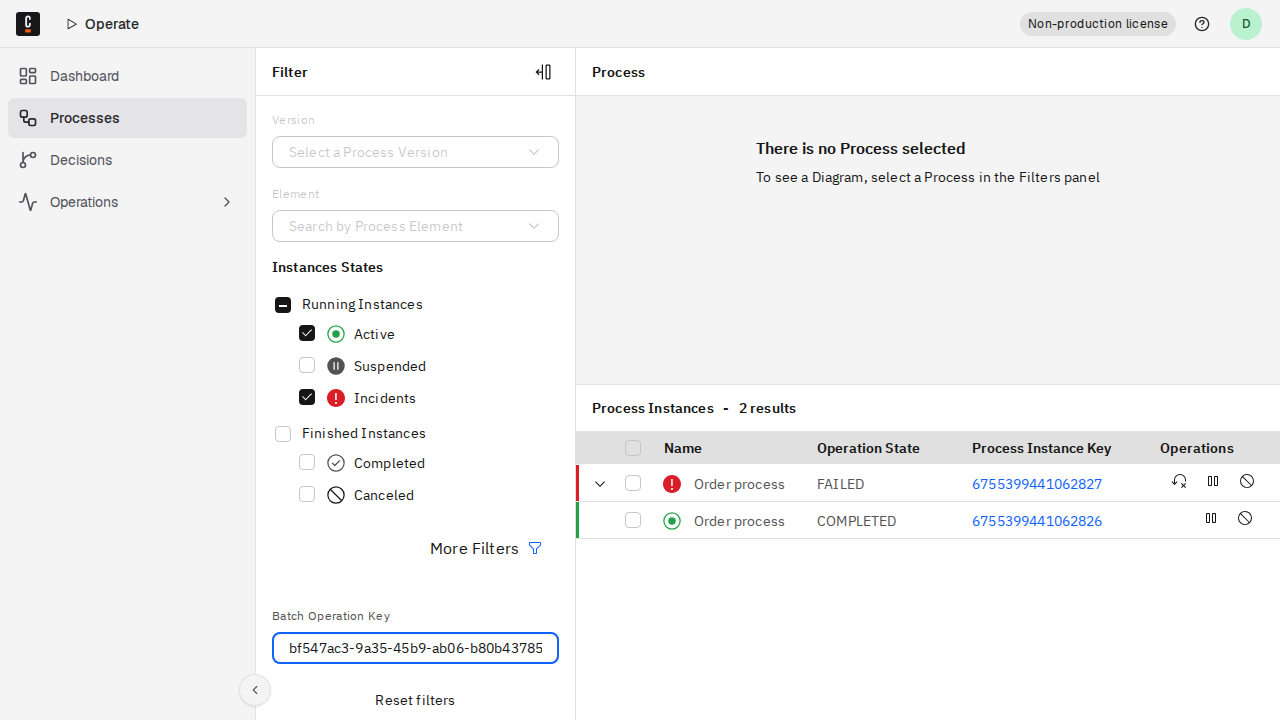 C
Operate
Non-production license
D
Dashboard
Processes
Decisions
Operations
Filter
Version
Select a Process Version
Element
Search by Process Element
Instances States
Running Instances
Active
Suspended
Incidents
Finished Instances
Completed
Canceled
More Filters
Batch Operation Key
bf547ac3-9a35-45b9-ab06-b80b43785
Reset filters
Process
There is no Process selected
To see a Diagram, select a Process in the Filters panel
Process Instances - 2 results
Name Operation State Process Instance Key Operations
Order process FAILED 6755399441062827
Order process COMPLETED 6755399441062826